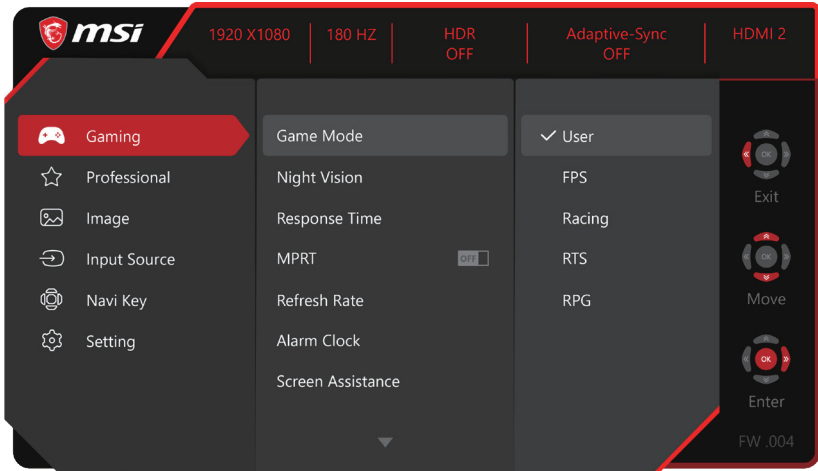 msi
1920 X1080
180 HZ
HDR
OFF
Adaptive-Sync
OFF
HDMI 2
Gaming
Professional
Image
Input Source
Navi Key
Setting
Game Mode
Night Vision
Response Time
MPRT
OFF
Refresh Rate
Alarm Clock
Screen Assistance
User
FPS
Racing
RTS
RPG
OK
Exit
OK
Move
OK
Enter
FW .004